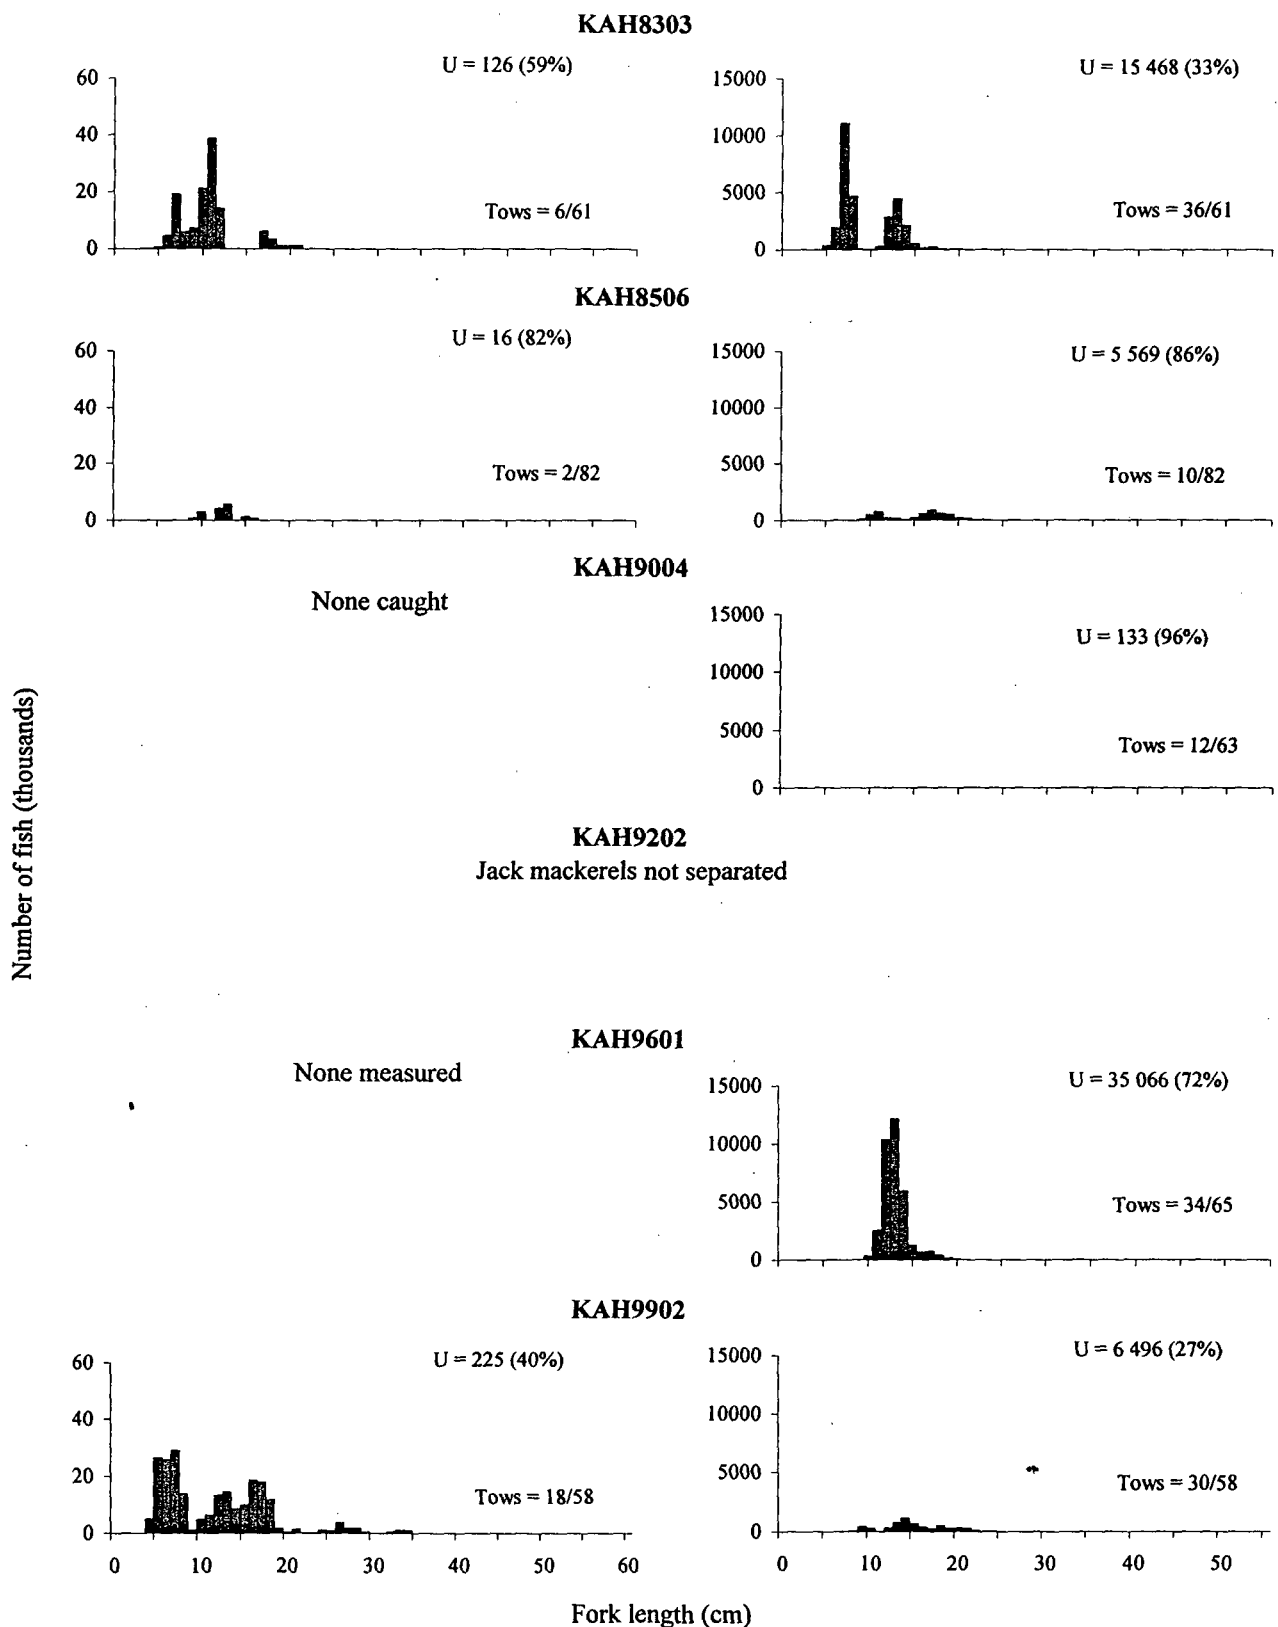 KAH8303
U = 126 (59%)
60
40
20
0
Tows = 6/61
U = 15 468 (33%)
15000
10000
5000
0
Tows = 36/61
KAH8506
U = 16 (82%)
60
40
20
0
Tows = 2/82
U = 5 569 (86%)
15000
10000
5000
0
Tows = 10/82
KAH9004
None caught
15000
10000
5000
0
U = 133 (96%)
Tows = 12/63
Number of fish (thousands)
KAH9202
Jack mackerels not separated
KAH9601
None measured
U = 35 066 (72%)
15000
10000
5000
0
Tows = 34/65
KAH9902
U = 225 (40%)
60
40
20
0
Tows = 18/58
0 10 20 30 40 50 60
U = 6 496 (27%)
15000
10000
5000
0
Tows = 30/58
0 10 20 30 40 50
Fork length (cm)